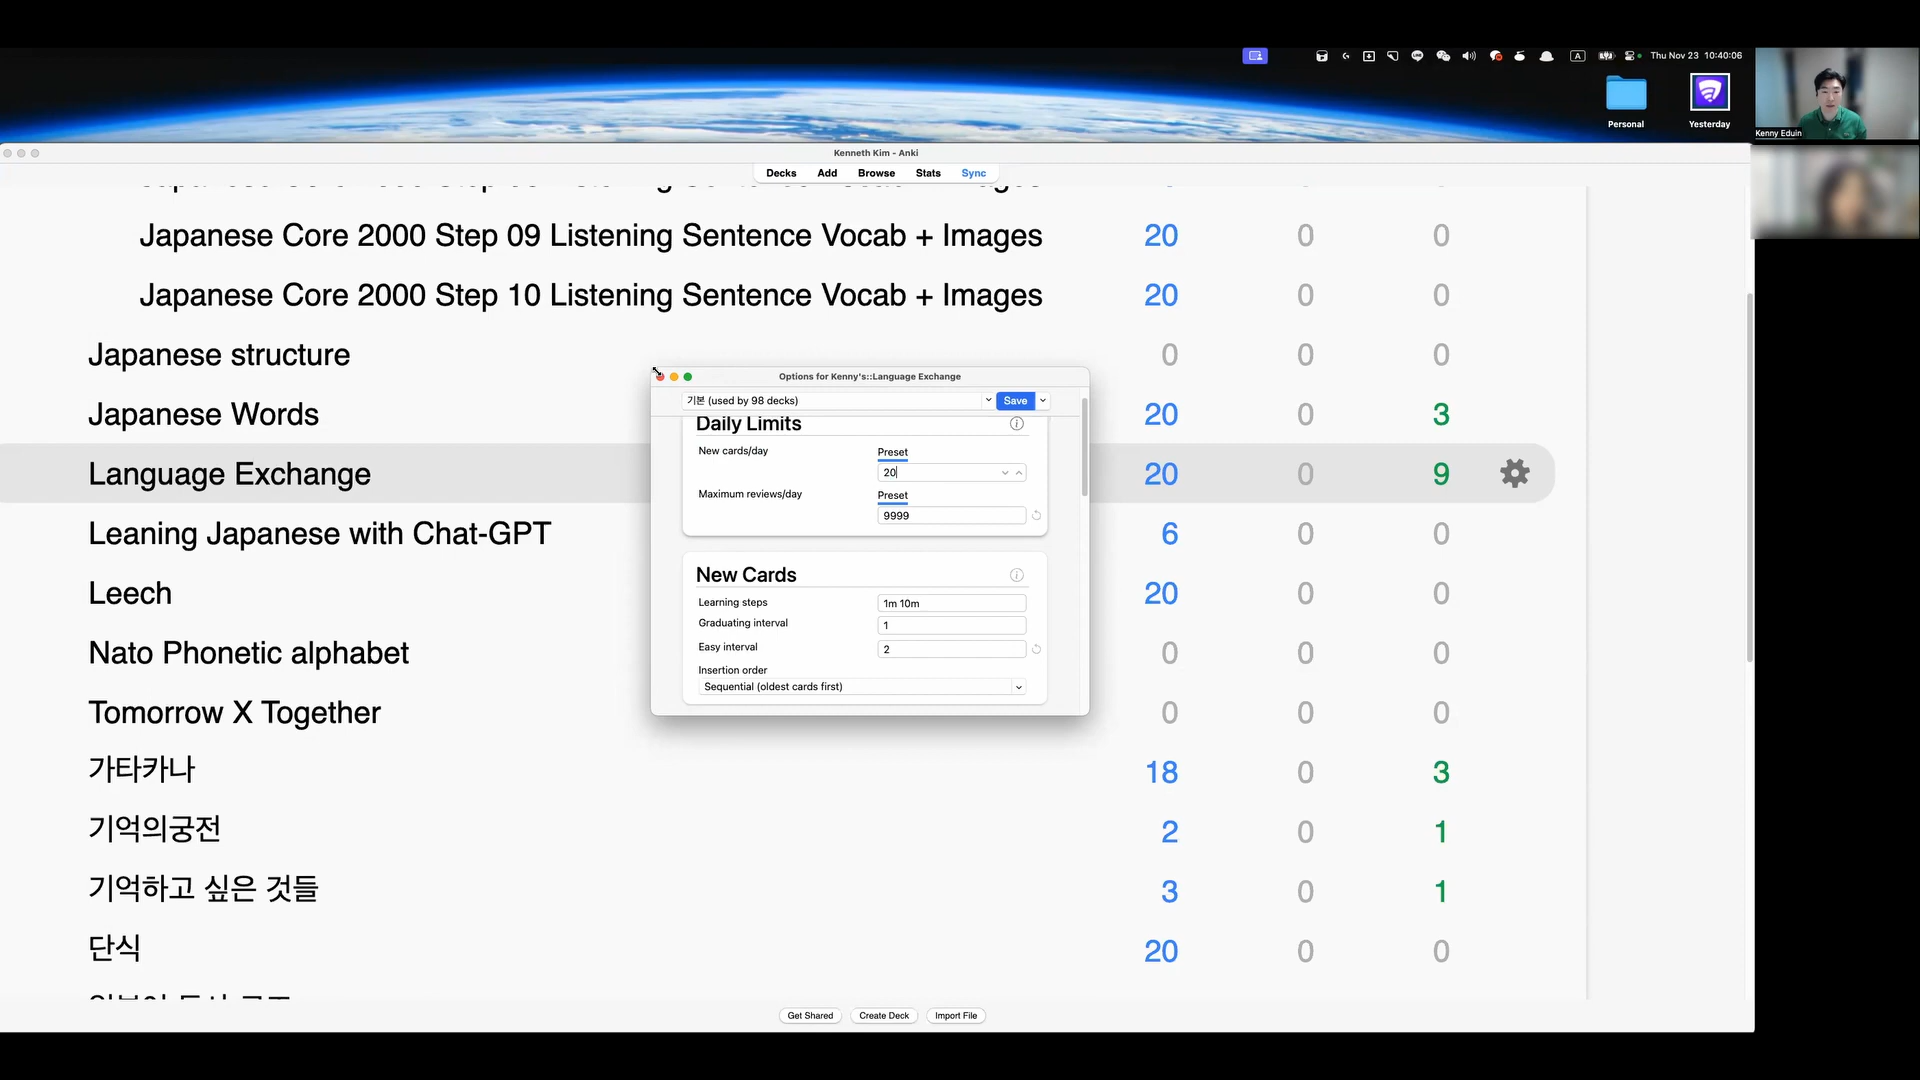 Thu Nov 23 10:40:06
A
Personal
Yesterday
Kenny Eduin
Kenneth Kim - Anki
Decks Add Browse Stats Sync
Japanese Core 2000 Step 09 Listening Sentence Vocab + Images 20 0 0
Japanese Core 2000 Step 10 Listening Sentence Vocab + Images 20 0 0
Japanese structure 0 0 0
Japanese Words 20 0 3
Language Exchange 20 0 9
Leaning Japanese with Chat-GPT 6 0 0
Leech 20 0 0
Nato Phonetic alphabet 0 0 0
Tomorrow X Together 0 0 0
가타카나 18 0 3
기억의궁전 2 0 1
기억하고 싶은 것들 3 0 1
단식 20 0 0
Options for Kenny's::Language Exchange
기본 (used by 98 decks) Save
Daily Limits
New cards/day Preset
20
Maximum reviews/day Preset
9999
New Cards
Learning steps 1m 10m
Graduating interval 1
Easy interval 2
Insertion order
Sequential (oldest cards first)
Get Shared Create Deck Import File